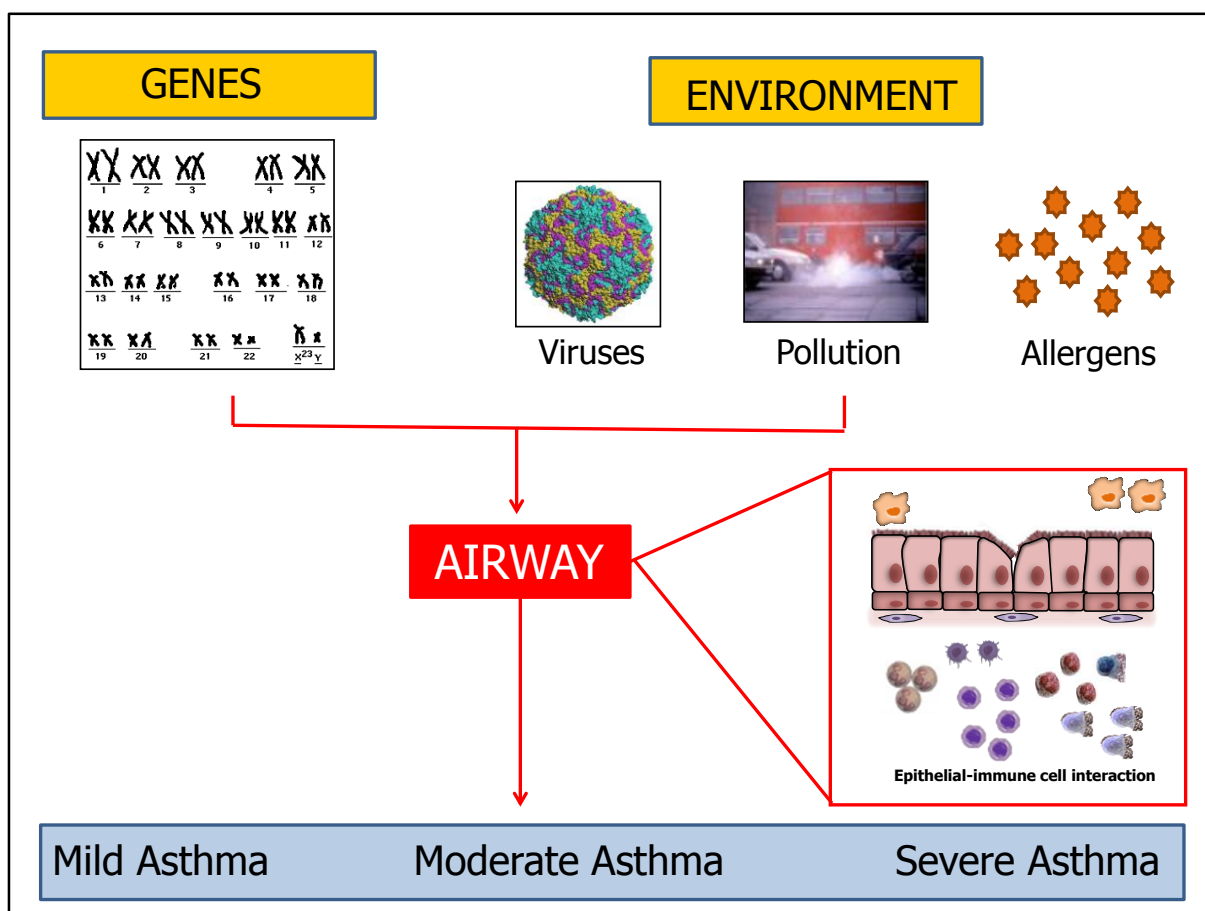 GENES
ENVIRONMENT
1 2 3 4 5
6 7 8 9 10 11 12
13 14 15 16 17 18
19 20 21 22 X 23 Y
Viruses
Pollution
Allergens
AIRWAY
Epithelial-immune cell interaction
Mild Asthma
Moderate Asthma
Severe Asthma